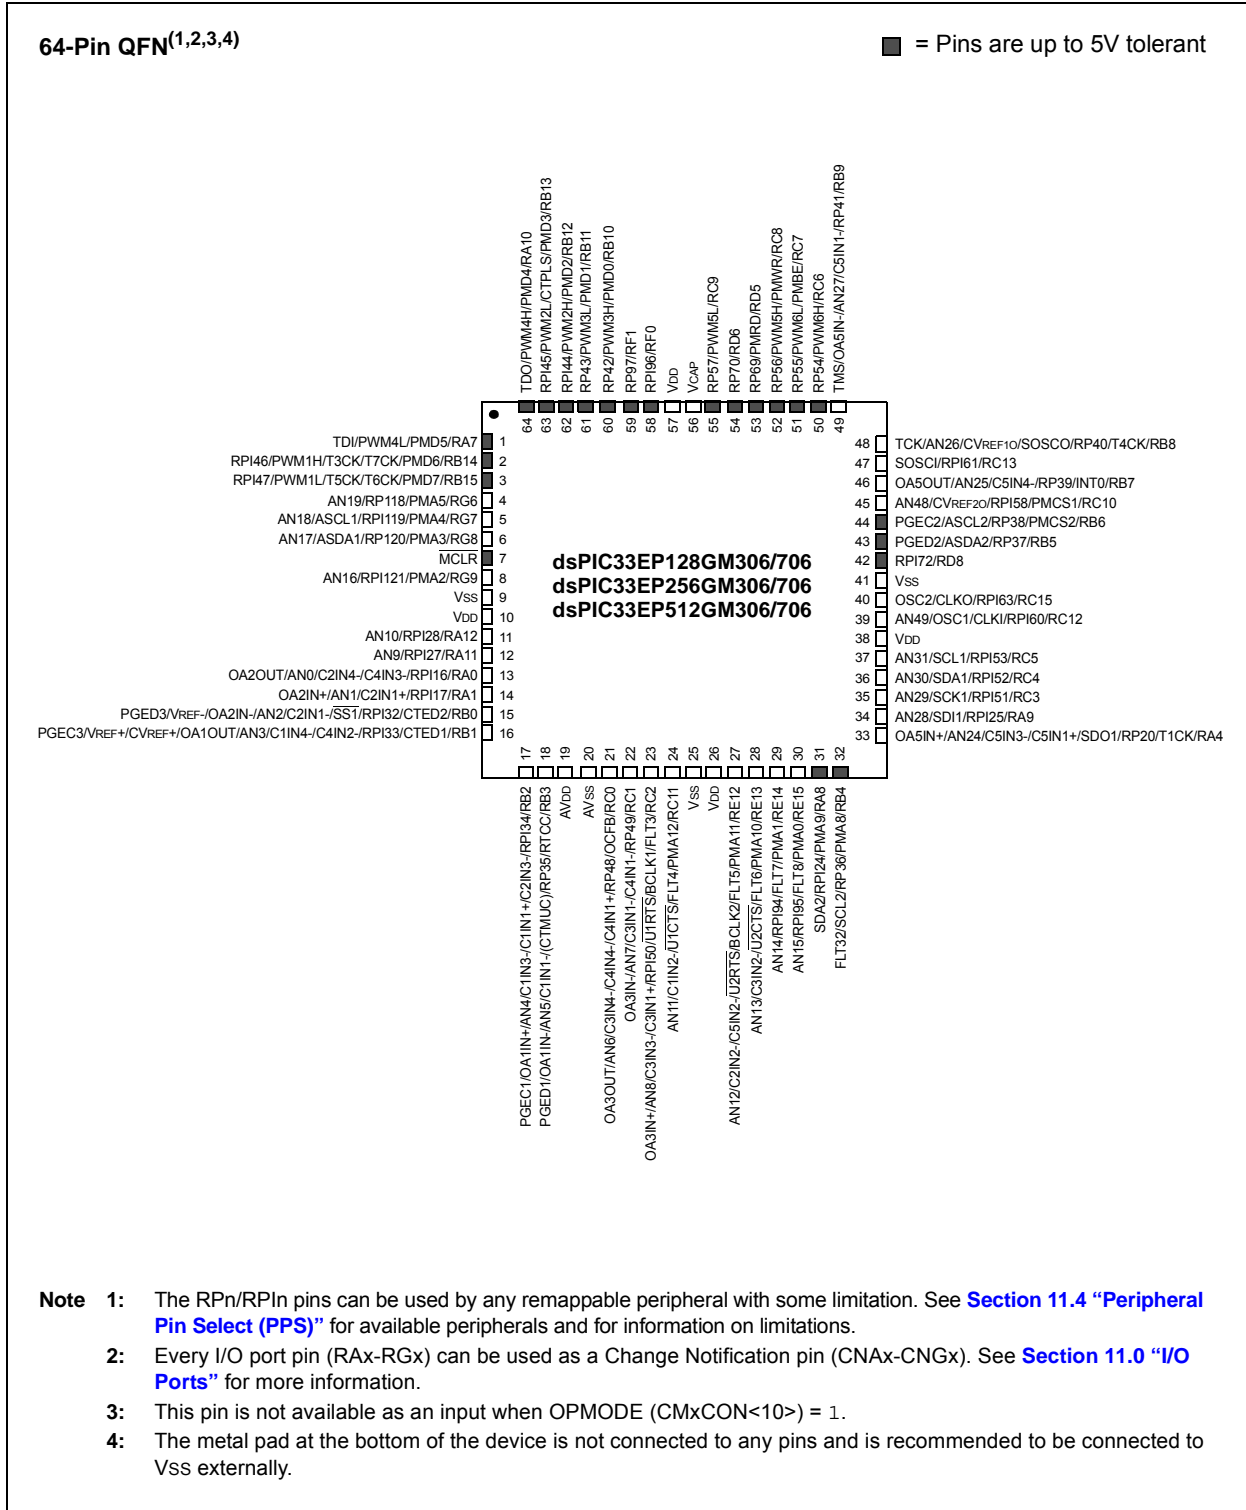 64-Pin QFN(1,2,3,4)
= Pins are up to 5V tolerant
TDO/PWM4H/PMD4/RA10
RPI45/PWM2L/CTPLS/PMD3/RB13
RPI44/PWM2H/PMD2/RB12
RP43/PWM3L/PMD1/RB11
RP42/PWM3H/PMD0/RB10
RP97/RF1
RPI96/RF0
VDD
VCAP
RP57/PWM5L/RC9
RP70/RD6
RP69/PMRD/RD5
RP56/PWM5H/PMWR/RC8
RP55/PWM6L/PMBE/RC7
RP54/PWM6H/RC6
TMS/OA5IN-/AN27/C5IN1-/RP41/RB9
64 63 62 61 60 59 58 57 56 55 54 53 52 51 50 49
TDI/PWM4L/PMD5/RA7 1
RPI46/PWM1H/T3CK/T7CK/PMD6/RB14 2
RPI47/PWM1L/T5CK/T6CK/PMD7/RB15 3
AN19/RP118/PMA5/RG6 4
AN18/ASCL1/RPI119/PMA4/RG7 5
AN17/ASDA1/RP120/PMA3/RG8 6
MCLR 7
AN16/RPI121/PMA2/RG9 8
VSS 9
VDD 10
AN10/RPI28/RA12 11
AN9/RPI27/RA11 12
OA2OUT/AN0/C2IN4-/C4IN3-/RPI16/RA0 13
OA2IN+/AN1/C2IN1+/RPI17/RA1 14
PGED3/VREF-/OA2IN-/AN2/C2IN1-/SS1/RPI32/CTED2/RB0 15
PGEC3/VREF+/CVREF+/OA1OUT/AN3/C1IN4-/C4IN2-/RPI33/CTED1/RB1 16
dsPIC33EP128GM306/706
dsPIC33EP256GM306/706
dsPIC33EP512GM306/706
48 TCK/AN26/CVREF1O/SOSCO/RP40/T4CK/RB8
47 SOSCI/RPI61/RC13
46 OA5OUT/AN25/C5IN4-/RP39/INT0/RB7
45 AN48/CVREF2O/RPI58/PMCS1/RC10
44 PGEC2/ASCL2/RP38/PMCS2/RB6
43 PGED2/ASDA2/RP37/RB5
42 RPI72/RD8
41 VSS
40 OSC2/CLKO/RPI63/RC15
39 AN49/OSC1/CLKI/RPI60/RC12
38 VDD
37 AN31/SCL1/RPI53/RC5
36 AN30/SDA1/RPI52/RC4
35 AN29/SCK1/RPI51/RC3
34 AN28/SDI1/RPI25/RA9
33 OA5IN+/AN24/C5IN3-/C5IN1+/SDO1/RP20/T1CK/RA4
17 18 19 20 21 22 23 24 25 26 27 28 29 30 31 32
PGEC1/OA1IN+/AN4/C1IN3-/C1IN1+/C2IN3-/RPI34/RB2
PGED1/OA1IN-/AN5/C1IN1-/(CTMUC)/RP35/RTCC/RB3
AVDD
AVSS
OA3OUT/AN6/C3IN4-/C4IN4-/C4IN1+/RP48/OCFB/RC0
OA3IN-/AN7/C3IN1-/C4IN1-/RP49/RC1
OA3IN+/AN8/C3IN3-/C3IN1+/RPI50/U1RTS/BCLK1/FLT3/RC2
AN11/C1IN2-/U1CTS/FLT4/PMA12/RC11
VSS
VDD
AN12/C2IN2-/C5IN2-/U2RTS/BCLK2/FLT5/PMA11/RE12
AN13/C3IN2-/U2CTS/FLT6/PMA10/RE13
AN14/RPI94/FLT7/PMA1/RE14
AN15/RPI95/FLT8/PMA0/RE15
SDA2/RPI24/PMA9/RA8
FLT32/SCL2/RP36/PMA8/RB4
Note 1: The RPn/RPIn pins can be used by any remappable peripheral with some limitation. See Section 11.4 “Peripheral
Pin Select (PPS)” for available peripherals and for information on limitations.
2: Every I/O port pin (RAx-RGx) can be used as a Change Notification pin (CNAx-CNGx). See Section 11.0 “I/O
Ports” for more information.
3: This pin is not available as an input when OPMODE (CMxCON<10>) = 1.
4: The metal pad at the bottom of the device is not connected to any pins and is recommended to be connected to
VSS externally.